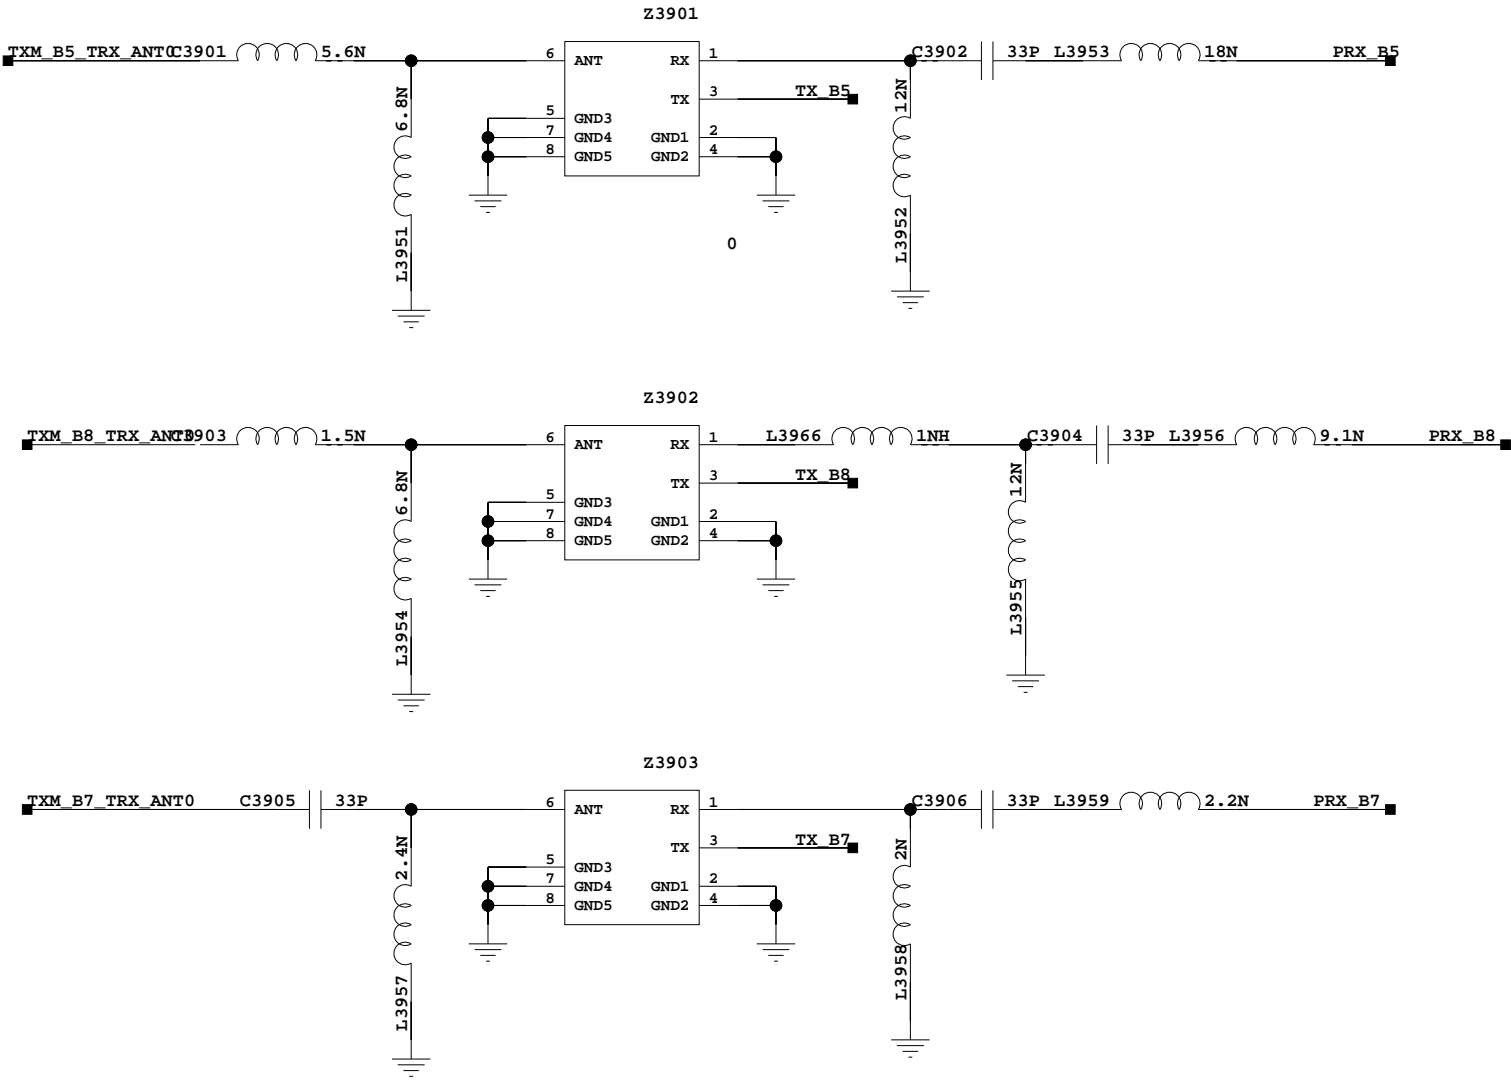 Z3901
TXM_B5_TRX_ANT0 C3901 5.6N
6 ANT RX 1
C3902 33P L3953 18N PRX_B5
TX 3 TX_B5
6.8N
12N
5 GND3
7 GND4 GND1 2
8 GND5 GND2 4
L3951
L3952
0
Z3902
TXM_B8_TRX_ANT0 C3903 1.5N
6 ANT RX 1
L3966 1NH C3904 33P L3956 9.1N PRX_B8
TX 3 TX_B8
6.8N
12N
5 GND3
7 GND4 GND1 2
8 GND5 GND2 4
L3954
L3955
Z3903
TXM_B7_TRX_ANT0 C3905 33P
6 ANT RX 1
C3906 33P L3959 2.2N PRX_B7
TX 3 TX_B7
2.4N
2N
5 GND3
7 GND4 GND1 2
8 GND5 GND2 4
L3957
L3958